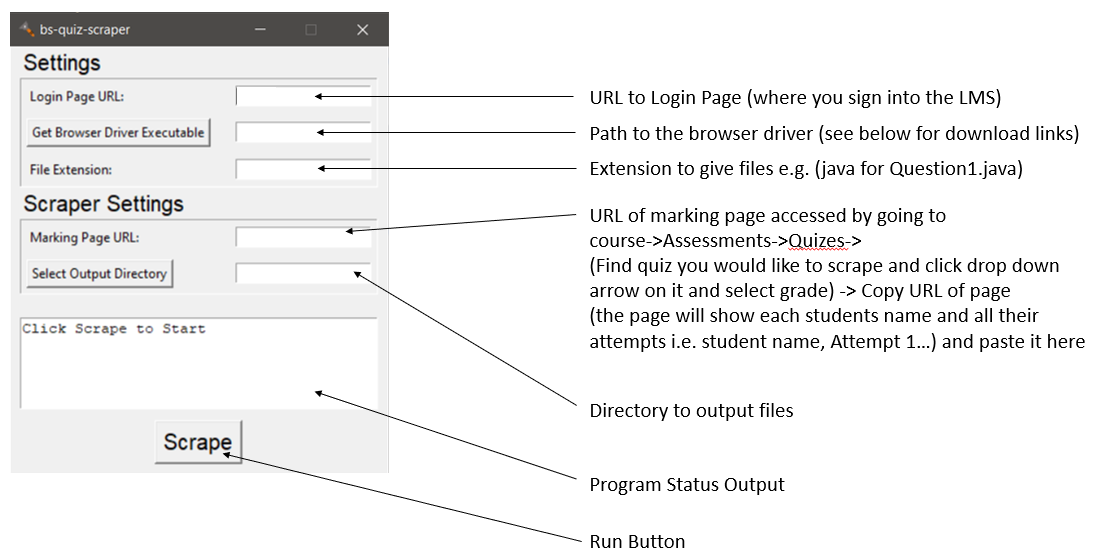 bs-quiz-scraper
Settings
Login Page URL:
URL to Login Page (where you sign into the LMS)
Get Browser Driver Executable
Path to the browser driver (see below for download links)
File Extension:
Extension to give files e.g. (java for Question1.java)
Scraper Settings
Marking Page URL:
URL of marking page accessed by going to
course->Assessments->Quizes->
(Find quiz you would like to scrape and click drop down
arrow on it and select grade) -> Copy URL of page
(the page will show each students name and all their
attempts i.e. student name, Attempt 1...) and paste it here
Select Output Directory
Directory to output files
Click Scrape to Start
Program Status Output
Scrape
Run Button